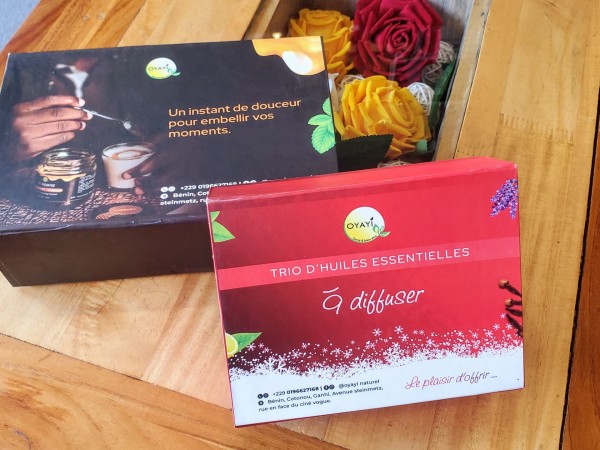 OYAYI
Un instant de douceur
pour embellir vos
moments.
+229 0196627168 |
Bénin,
steinmetz,
OYAYI
TRIO D'HUILES ESSENTIELLES
à diffuser
+229 0196627168 | @oyayi naturel
Bénin, Cotonou, Ganhi, Avenue steinmetz,
rue en face du ciné vogue.
Le plaisir d'offrir ...